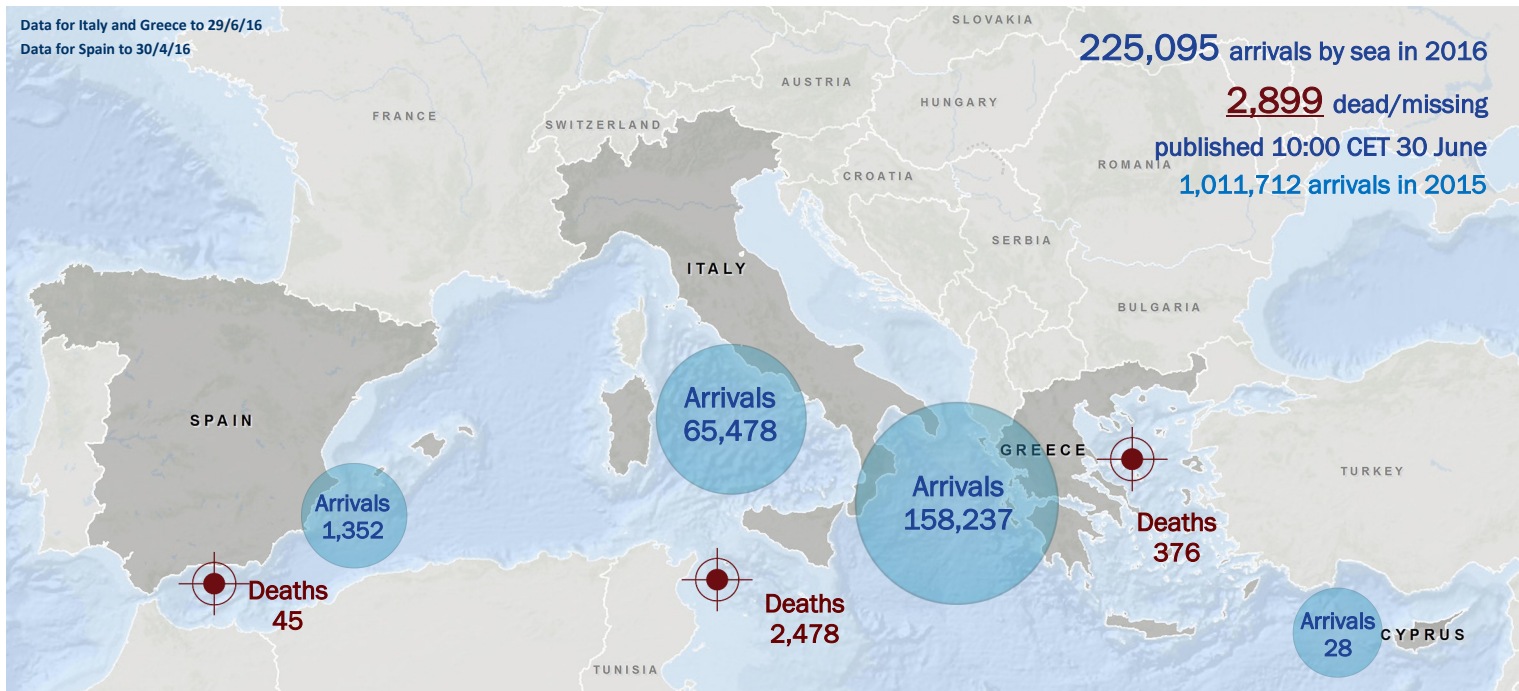 Data for Italy and Greece to 29/6/16
Data for Spain to 30/4/16
225,095 arrivals by sea in 2016
2,899 dead/missing
published 10:00 CET 30 June
1,011,712 arrivals in 2015
SLOVAKIA
AUSTRIA
HUNGARY
FRANCE
SWITZERLAND
ROMANIA
CROATIA
SERBIA
ITALY
BULGARIA
Arrivals
65,478
SPAIN
GREECE
TURKEY
Arrivals
1,352
Arrivals
158,237
Deaths
376
Deaths
45
Deaths
2,478
Arrivals
28
CYPRUS
TUNISIA